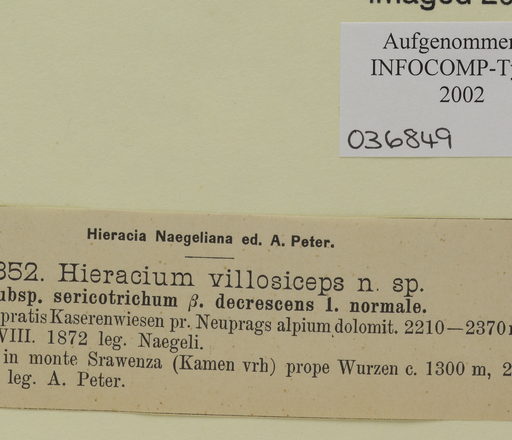 Aufgenommen
INFOCOMP-Ty
2002
036849
Hieracia Naegeliana ed. A. Peter.
352. Hieracium villosiceps n. sp.
ubsp. sericotrichum β. decrescens 1. normale.
pratis Kaserenwiesen pr. Neuprags alpium dolomit. 2210—2370
VIII. 1872 leg. Naegeli.
in monte Srawenza (Kamen vrh) prope Wurzen c. 1300 m, 2
leg. A. Peter.